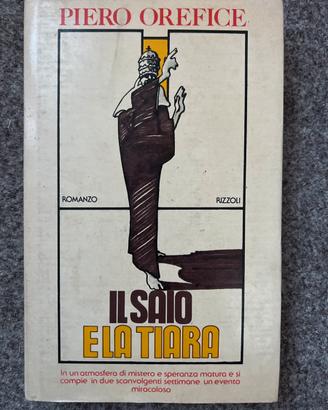 PIERO OREFICE
ROMANZO RIZZOLI
IL SAIO
E LA TIARA
In un'atmosfera di mistero e speranza matura e si
compie in due sconvolgenti settimane un evento
miracoloso